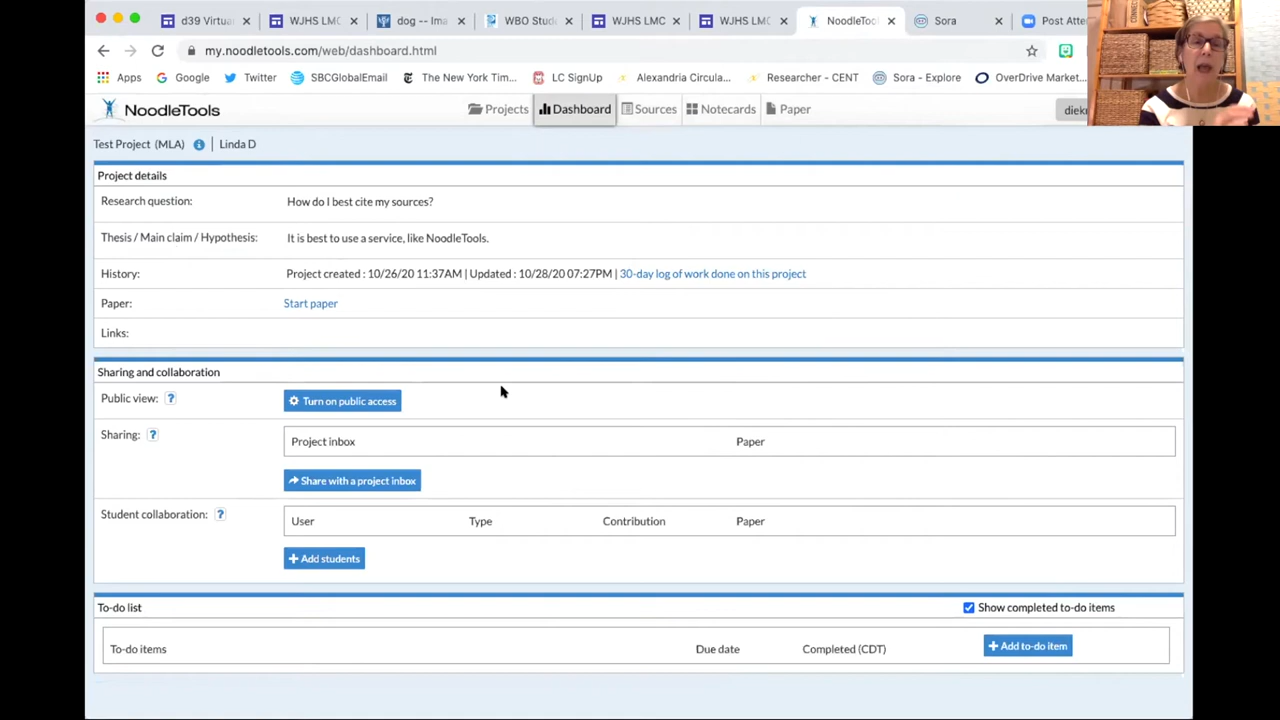 d39 Virtua
WJHS LMC
dog -- Ima
WBO Stud
WJHS LMC
WJHS LMC
NoodleTool
Sora
Post Atte
my.noodletools.com/web/dashboard.html
Apps
Google
Twitter
SBCGlobalEmail
The New York Tim...
LC SignUp
Alexandria Circula...
Researcher - CENT
Sora - Explore
OverDrive Market...
NoodleTools
Projects
Dashboard
Sources
Notecards
Paper
Test Project (MLA) | Linda D
Project details
Research question: How do I best cite my sources?
Thesis / Main claim / Hypothesis: It is best to use a service, like NoodleTools.
History: Project created : 10/26/20 11:37AM | Updated : 10/28/20 07:27PM | 30-day log of work done on this project
Paper: Start paper
Links:
Sharing and collaboration
Public view: ? Turn on public access
Sharing: ? Project inbox Paper
Share with a project inbox
Student collaboration: ? User Type Contribution Paper
+ Add students
To-do list Show completed to-do items
To-do items Due date Completed (CDT) + Add to-do item